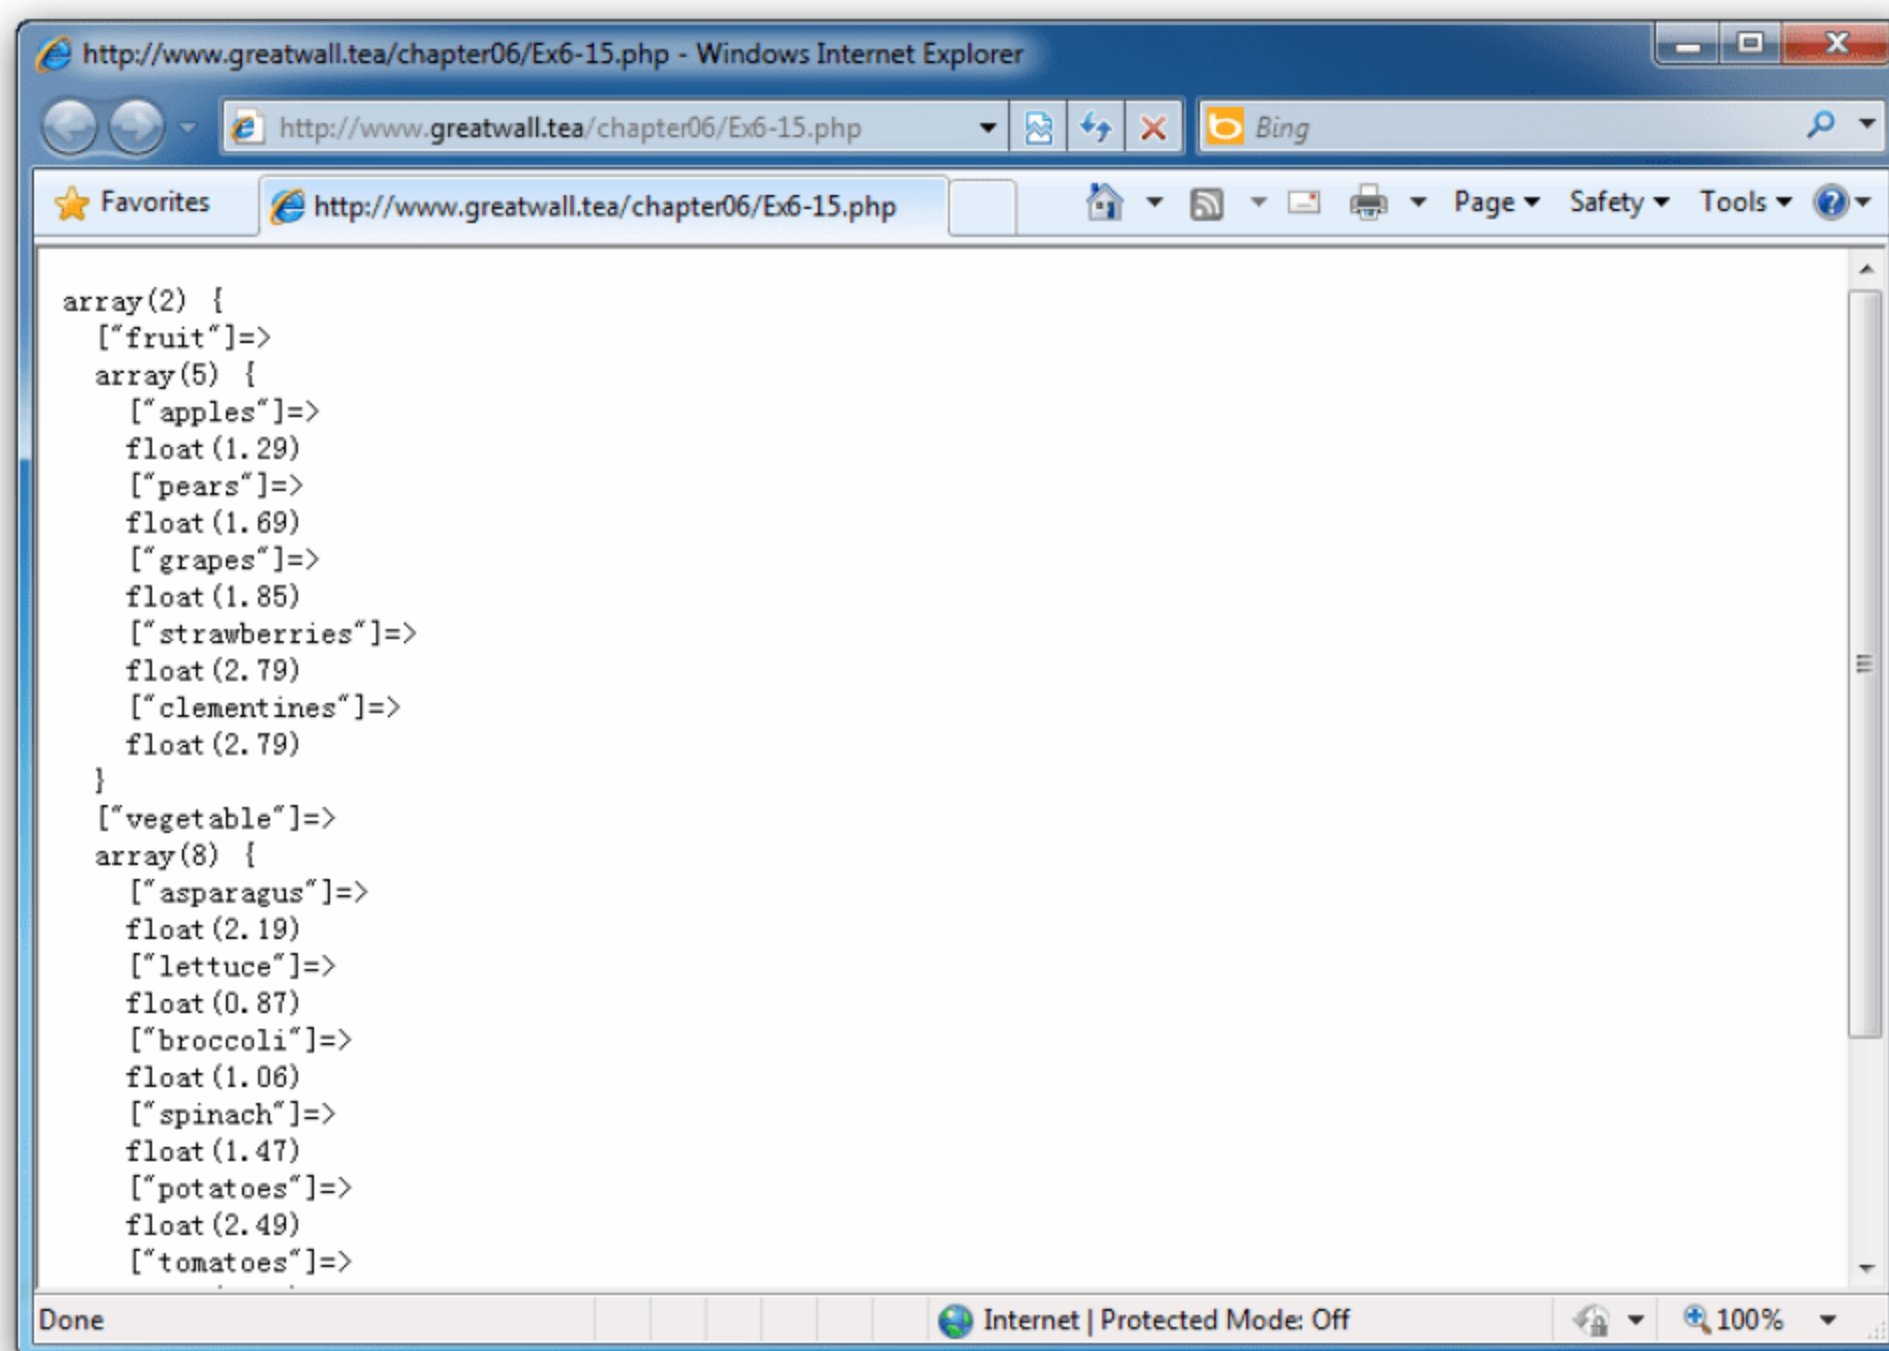 http://www.greatwall.tea/chapter06/Ex6-15.php - Windows Internet Explorer
http://www.greatwall.tea/chapter06/Ex6-15.php
Bing
Favorites
http://www.greatwall.tea/chapter06/Ex6-15.php
Page
Safety
Tools
array(2) {
  ["fruit"]=>
  array(5) {
    ["apples"]=>
    float(1.29)
    ["pears"]=>
    float(1.69)
    ["grapes"]=>
    float(1.85)
    ["strawberries"]=>
    float(2.79)
    ["clementines"]=>
    float(2.79)
  }
  ["vegetable"]=>
  array(8) {
    ["asparagus"]=>
    float(2.19)
    ["lettuce"]=>
    float(0.87)
    ["broccoli"]=>
    float(1.06)
    ["spinach"]=>
    float(1.47)
    ["potatoes"]=>
    float(2.49)
    ["tomatoes"]=>
Done
Internet | Protected Mode: Off
100%